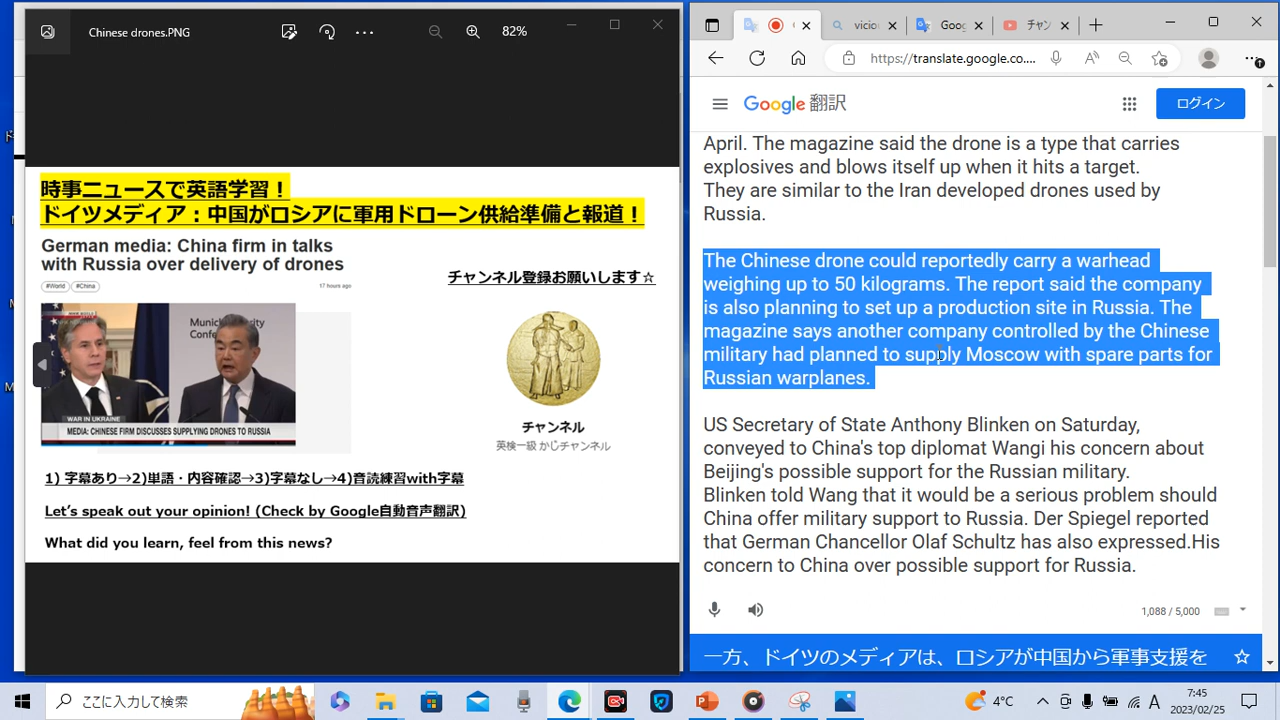 Chinese drones.PNG
82%
時事ニュースで英語学習！
ドイツメディア：中国がロシアに軍用ドローン供給準備と報道！
German media: China firm in talks
with Russia over delivery of drones
#World #China
17 hours ago
チャンネル登録お願いします☆
Munich Security
Conference
WAR IN UKRAINE
MEDIA: CHINESE FIRM DISCUSSES SUPPLYING DRONES TO RUSSIA
チャンネル
英検一級 かじチャンネル
1) 字幕あり→2)単語・内容確認→3)字幕なし→4)音読練習with字幕
Let's speak out your opinion! (Check by Google自動音声翻訳)
What did you learn, feel from this news?
vicio
Goog
チャン
https://translate.google.co....
Google 翻訳
ログイン
April. The magazine said the drone is a type that carries
explosives and blows itself up when it hits a target.
They are similar to the Iran developed drones used by
Russia.
The Chinese drone could reportedly carry a warhead
weighing up to 50 kilograms. The report said the company
is also planning to set up a production site in Russia. The
magazine says another company controlled by the Chinese
military had planned to supply Moscow with spare parts for
Russian warplanes.
US Secretary of State Anthony Blinken on Saturday,
conveyed to China's top diplomat Wangi his concern about
Beijing's possible support for the Russian military.
Blinken told Wang that it would be a serious problem should
China offer military support to Russia. Der Spiegel reported
that German Chancellor Olaf Schultz has also expressed.His
concern to China over possible support for Russia.
1,088 / 5,000
一方、ドイツのメディアは、ロシアが中国から軍事支援を
ここに入力して検索
4°C
A
7:45
2023/02/25